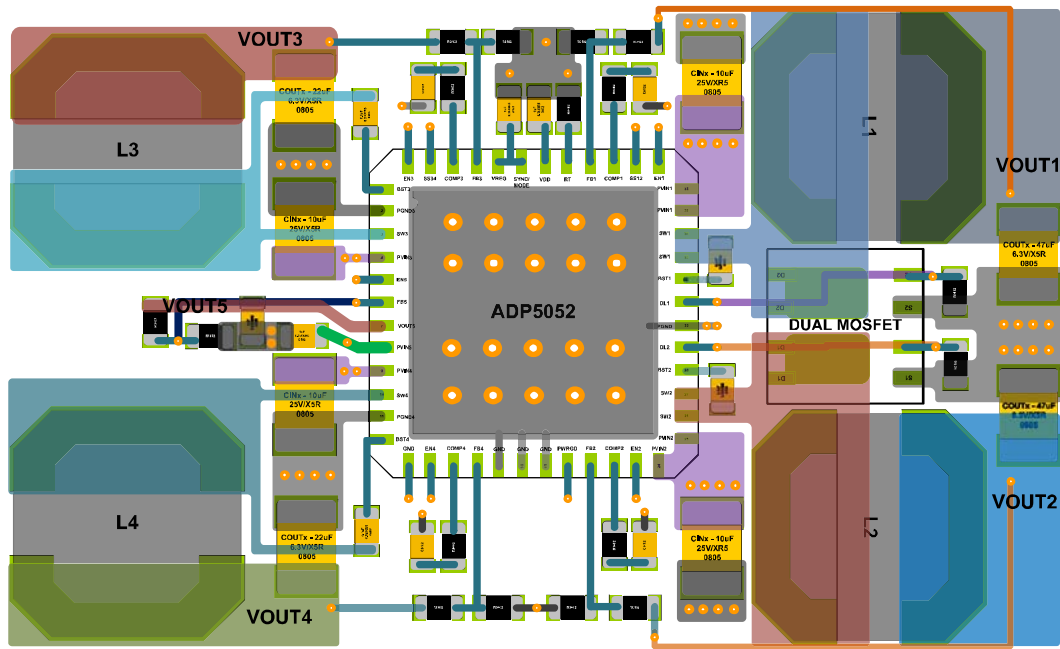 VOUT3
COUTx - 22uF
6.3V/X5R
0805
CINx - 10uF
25V/XR5
0805
L3
L1
VOUT1
EN3
SS34
COMP3
FB3
VREG
SYNC/
MODE
VDD
RT
FB1
COMP1
SS12
EN1
BST3
PVIN1
PGND3
PVIN1
SW3
SW1
CINx - 10uF
25V/X5R
0805
COUTx - 47uF
6.3V/X5R
0805
PVIN3
SW1
EN5
RST1
VOUT5
FB5
DL1
ADP5052
VOUT5
PGND
DUAL MOSFET
PVIN5
DL2
PVIN4
RST2
CINx - 10uF
25V/X5R
0805
SW4
SW2
COUTx - 47uF
6.3V/X5R
0805
PGND4
SW2
BST4
PVIN2
GND
EN4
COMP4
FB4
GND
GND
GND
PWRGD
FB2
COMP2
EN2
PVIN2
L4
L2
VOUT2
COUTx - 22uF
6.3V/X5R
0805
CINx - 10uF
25V/XR5
0805
VOUT4